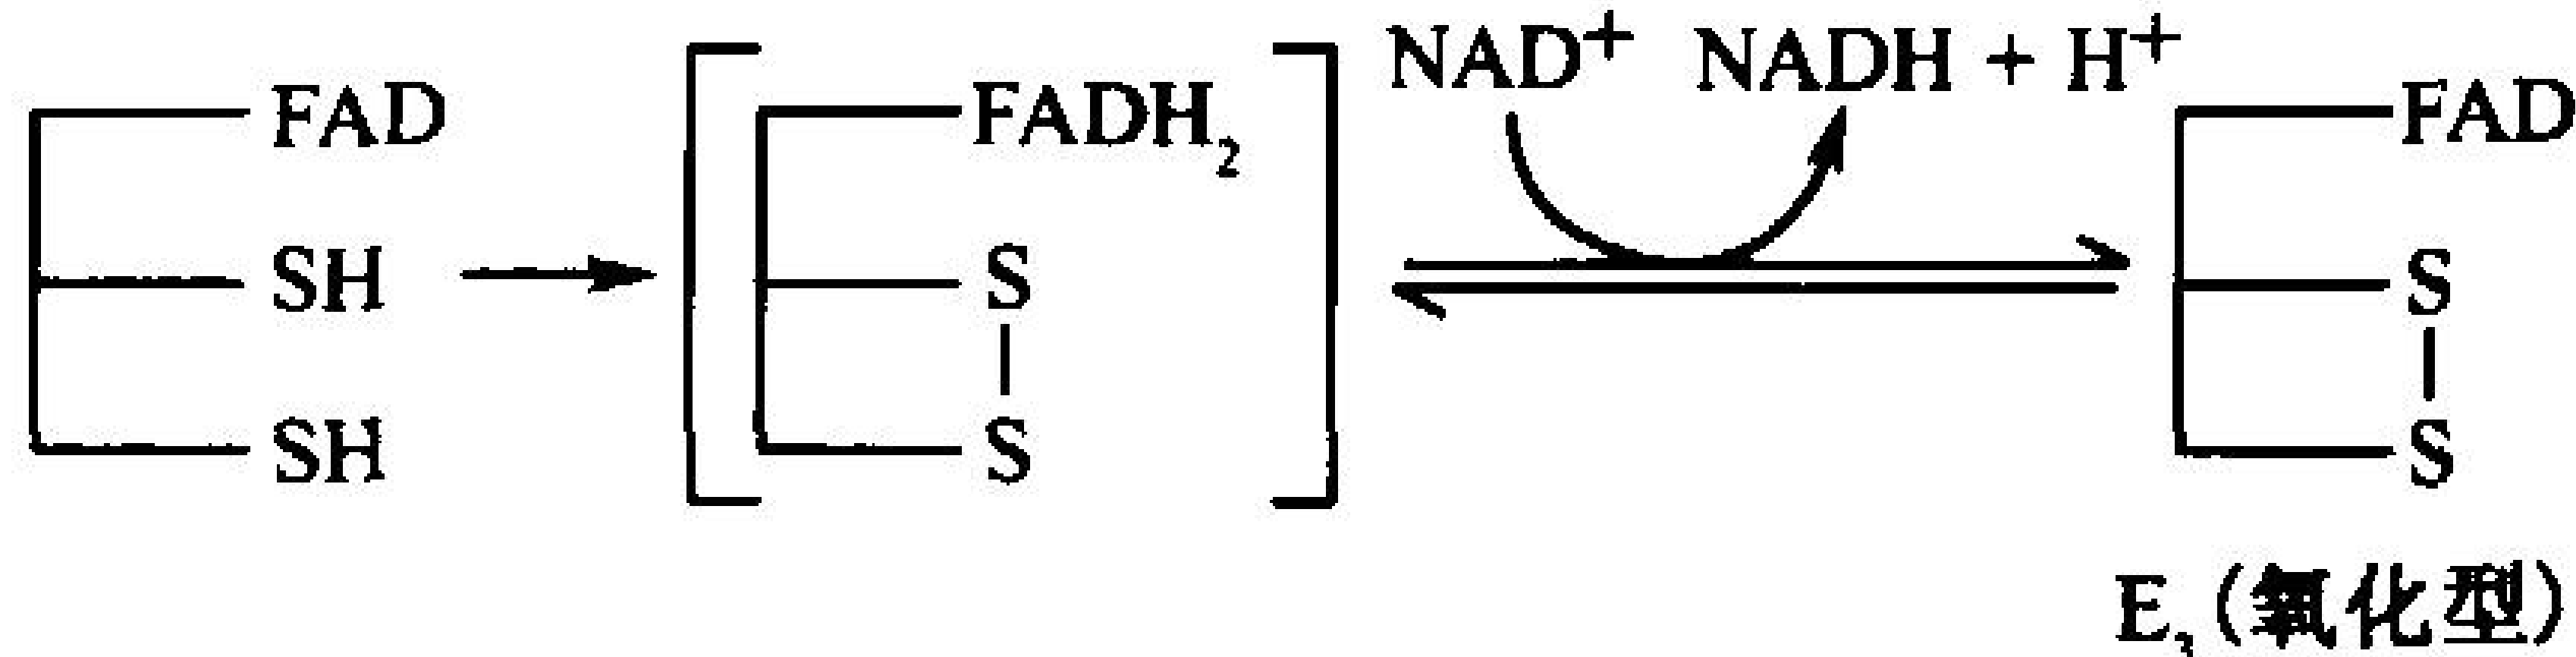 NAD⁺ NADH + H⁺
FAD FADH₂ FAD
SH S S
SH S S
E₃(氧化型)